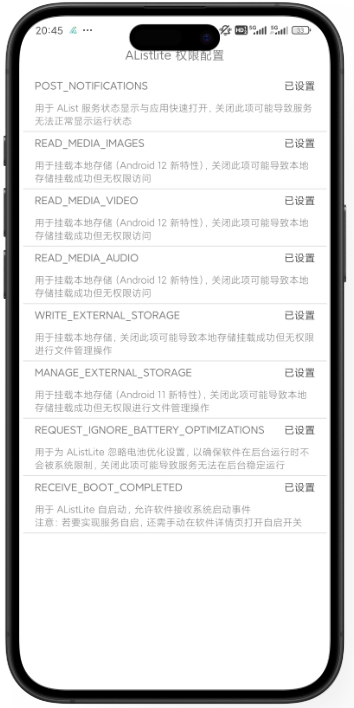 20:45
AListlite 权限配置
POST_NOTIFICATIONS 已设置
用于 AList 服务状态显示与应用快速打开, 关闭此项可能导致服务
无法正常显示运行状态
READ_MEDIA_IMAGES 已设置
用于挂载本地存储 (Android 12 新特性), 关闭此项可能导致本地
存储挂载成功但无权限访问
READ_MEDIA_VIDEO 已设置
用于挂载本地存储 (Android 12 新特性), 关闭此项可能导致本地
存储挂载成功但无权限访问
READ_MEDIA_AUDIO 已设置
用于挂载本地存储 (Android 12 新特性), 关闭此项可能导致本地
存储挂载成功但无权限访问
WRITE_EXTERNAL_STORAGE 已设置
用于挂载本地存储, 关闭此项可能导致本地存储挂载成功但无权限
进行文件管理操作
MANAGE_EXTERNAL_STORAGE 已设置
用于挂载本地存储 (Android 11 新特性), 关闭此项可能导致本地
存储挂载成功但无权限进行文件管理操作
REQUEST_IGNORE_BATTERY_OPTIMIZATIONS 已设置
用于为 AListLite 忽略电池优化设置, 以确保软件在后台运行时不
会被系统限制, 关闭此项可能导致服务无法在后台稳定运行
RECEIVE_BOOT_COMPLETED 已设置
用于 AListLite 自启动, 允许软件接收系统启动事件
注意: 若要实现服务自启, 还需手动在软件详情页打开自启开关